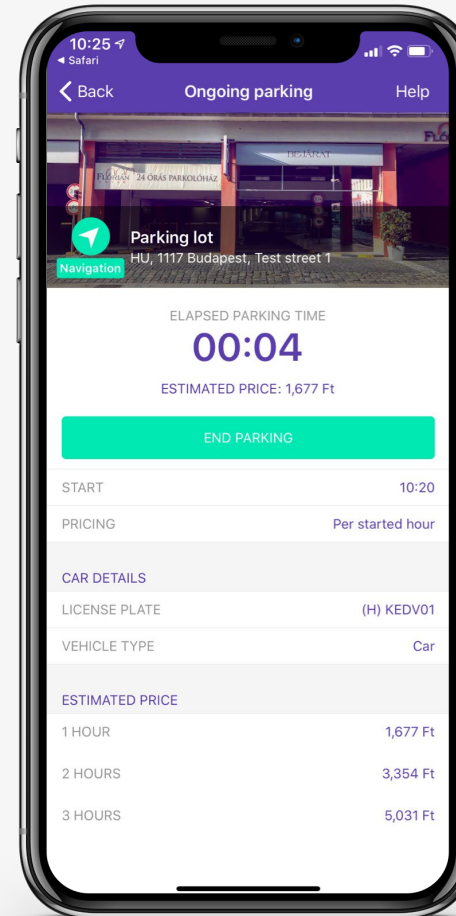 10:25
◀ Safari
Back
Ongoing parking
Help
BEJÁRAT
FLÓRIÁN 24 ÓRÁS PARKOLÓHÁZ
FLÓ
Parking lot
HU, 1117 Budapest, Test street 1
Navigation
ELAPSED PARKING TIME
00:04
ESTIMATED PRICE: 1,677 Ft
END PARKING
START 10:20
PRICING Per started hour
CAR DETAILS
LICENSE PLATE (H) KEDV01
VEHICLE TYPE Car
ESTIMATED PRICE
1 HOUR 1,677 Ft
2 HOURS 3,354 Ft
3 HOURS 5,031 Ft